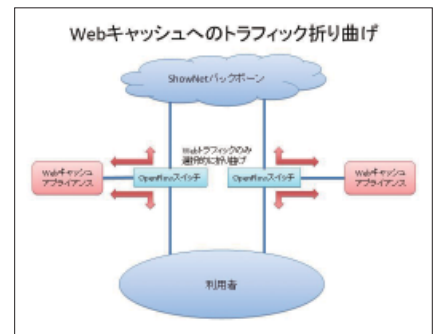 Webキャッシュへのトラフィック折り曲げ
ShowNetバックボーン
Webトラフィックのみ
選択的に折り曲げ
Webキャッシュ
アプライアンス
OpenFlowスイッチ
OpenFlowスイッチ
Webキャッシュ
アプライアンス
利用者